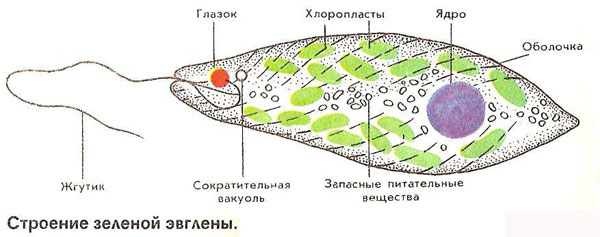 Глазок
Хлоропласты
Ядро
Оболочка
Жгутик
Сократительная
вакуоль
Запасные питательные
вещества
Строение зеленой эвглены.